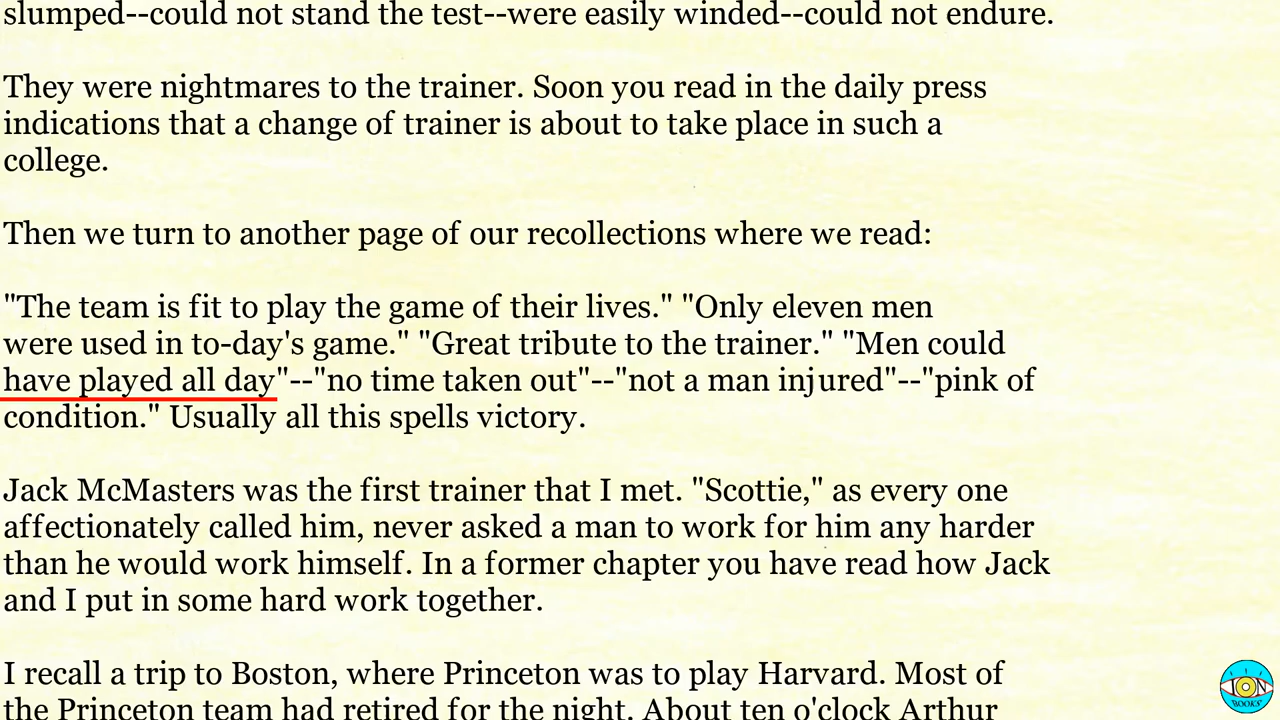 slumped--could not stand the test--were easily winded--could not endure.
They were nightmares to the trainer. Soon you read in the daily press
indications that a change of trainer is about to take place in such a
college.
Then we turn to another page of our recollections where we read:
"The team is fit to play the game of their lives." "Only eleven men
were used in to-day's game." "Great tribute to the trainer." "Men could
have played all day"--"no time taken out"--"not a man injured"--"pink of
condition." Usually all this spells victory.
Jack McMasters was the first trainer that I met. "Scottie," as every one
affectionately called him, never asked a man to work for him any harder
than he would work himself. In a former chapter you have read how Jack
and I put in some hard work together.
I recall a trip to Boston, where Princeton was to play Harvard. Most of
the Princeton team had retired for the night. About ten o'clock Arthur
ION
BOOKS